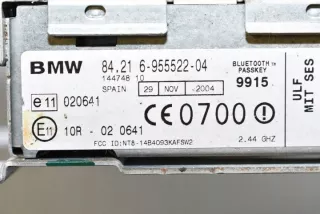 BMW 84.21 6-955522-04
144748 10
SPAIN 29 NOV -2004
BLUETOOTH
PASSKEY
9915
e11 020641
CE0700
E11 10R - 02 0641
FCC ID:NT8-14B4093KAFSW2
2.44 GHZ
ULF
MIT SES